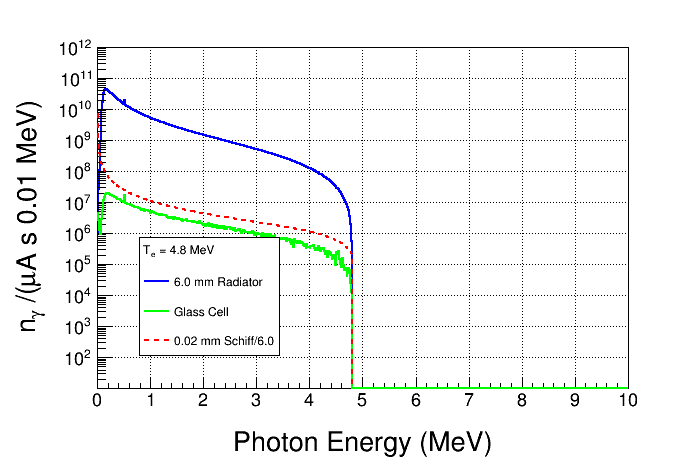 n_γ /(μA s 0.01 MeV)
10^12
10^11
10^10
10^9
10^8
10^7
10^6
10^5
10^4
10^3
10^2
T_e = 4.8 MeV
6.0 mm Radiator
Glass Cell
0.02 mm Schiff/6.0
0 1 2 3 4 5 6 7 8 9 10
Photon Energy (MeV)